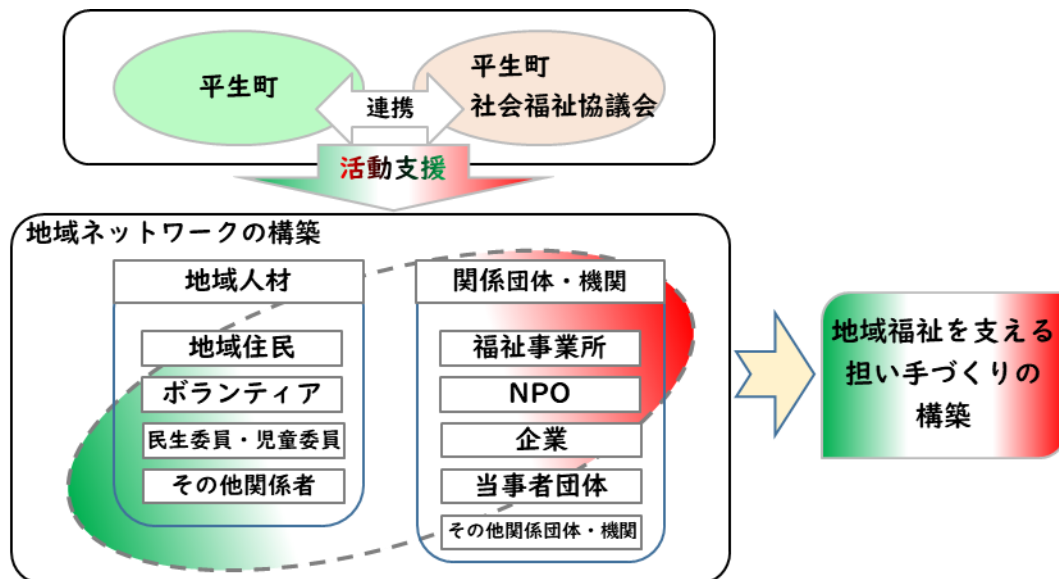 平生町
平生町
社会福祉協議会
連携
活動支援
地域ネットワークの構築
地域人材
地域住民
ボランティア
民生委員・児童委員
その他関係者
関係団体・機関
福祉事業所
NPO
企業
当事者団体
その他関係団体・機関
地域福祉を支える
担い手づくりの
構築